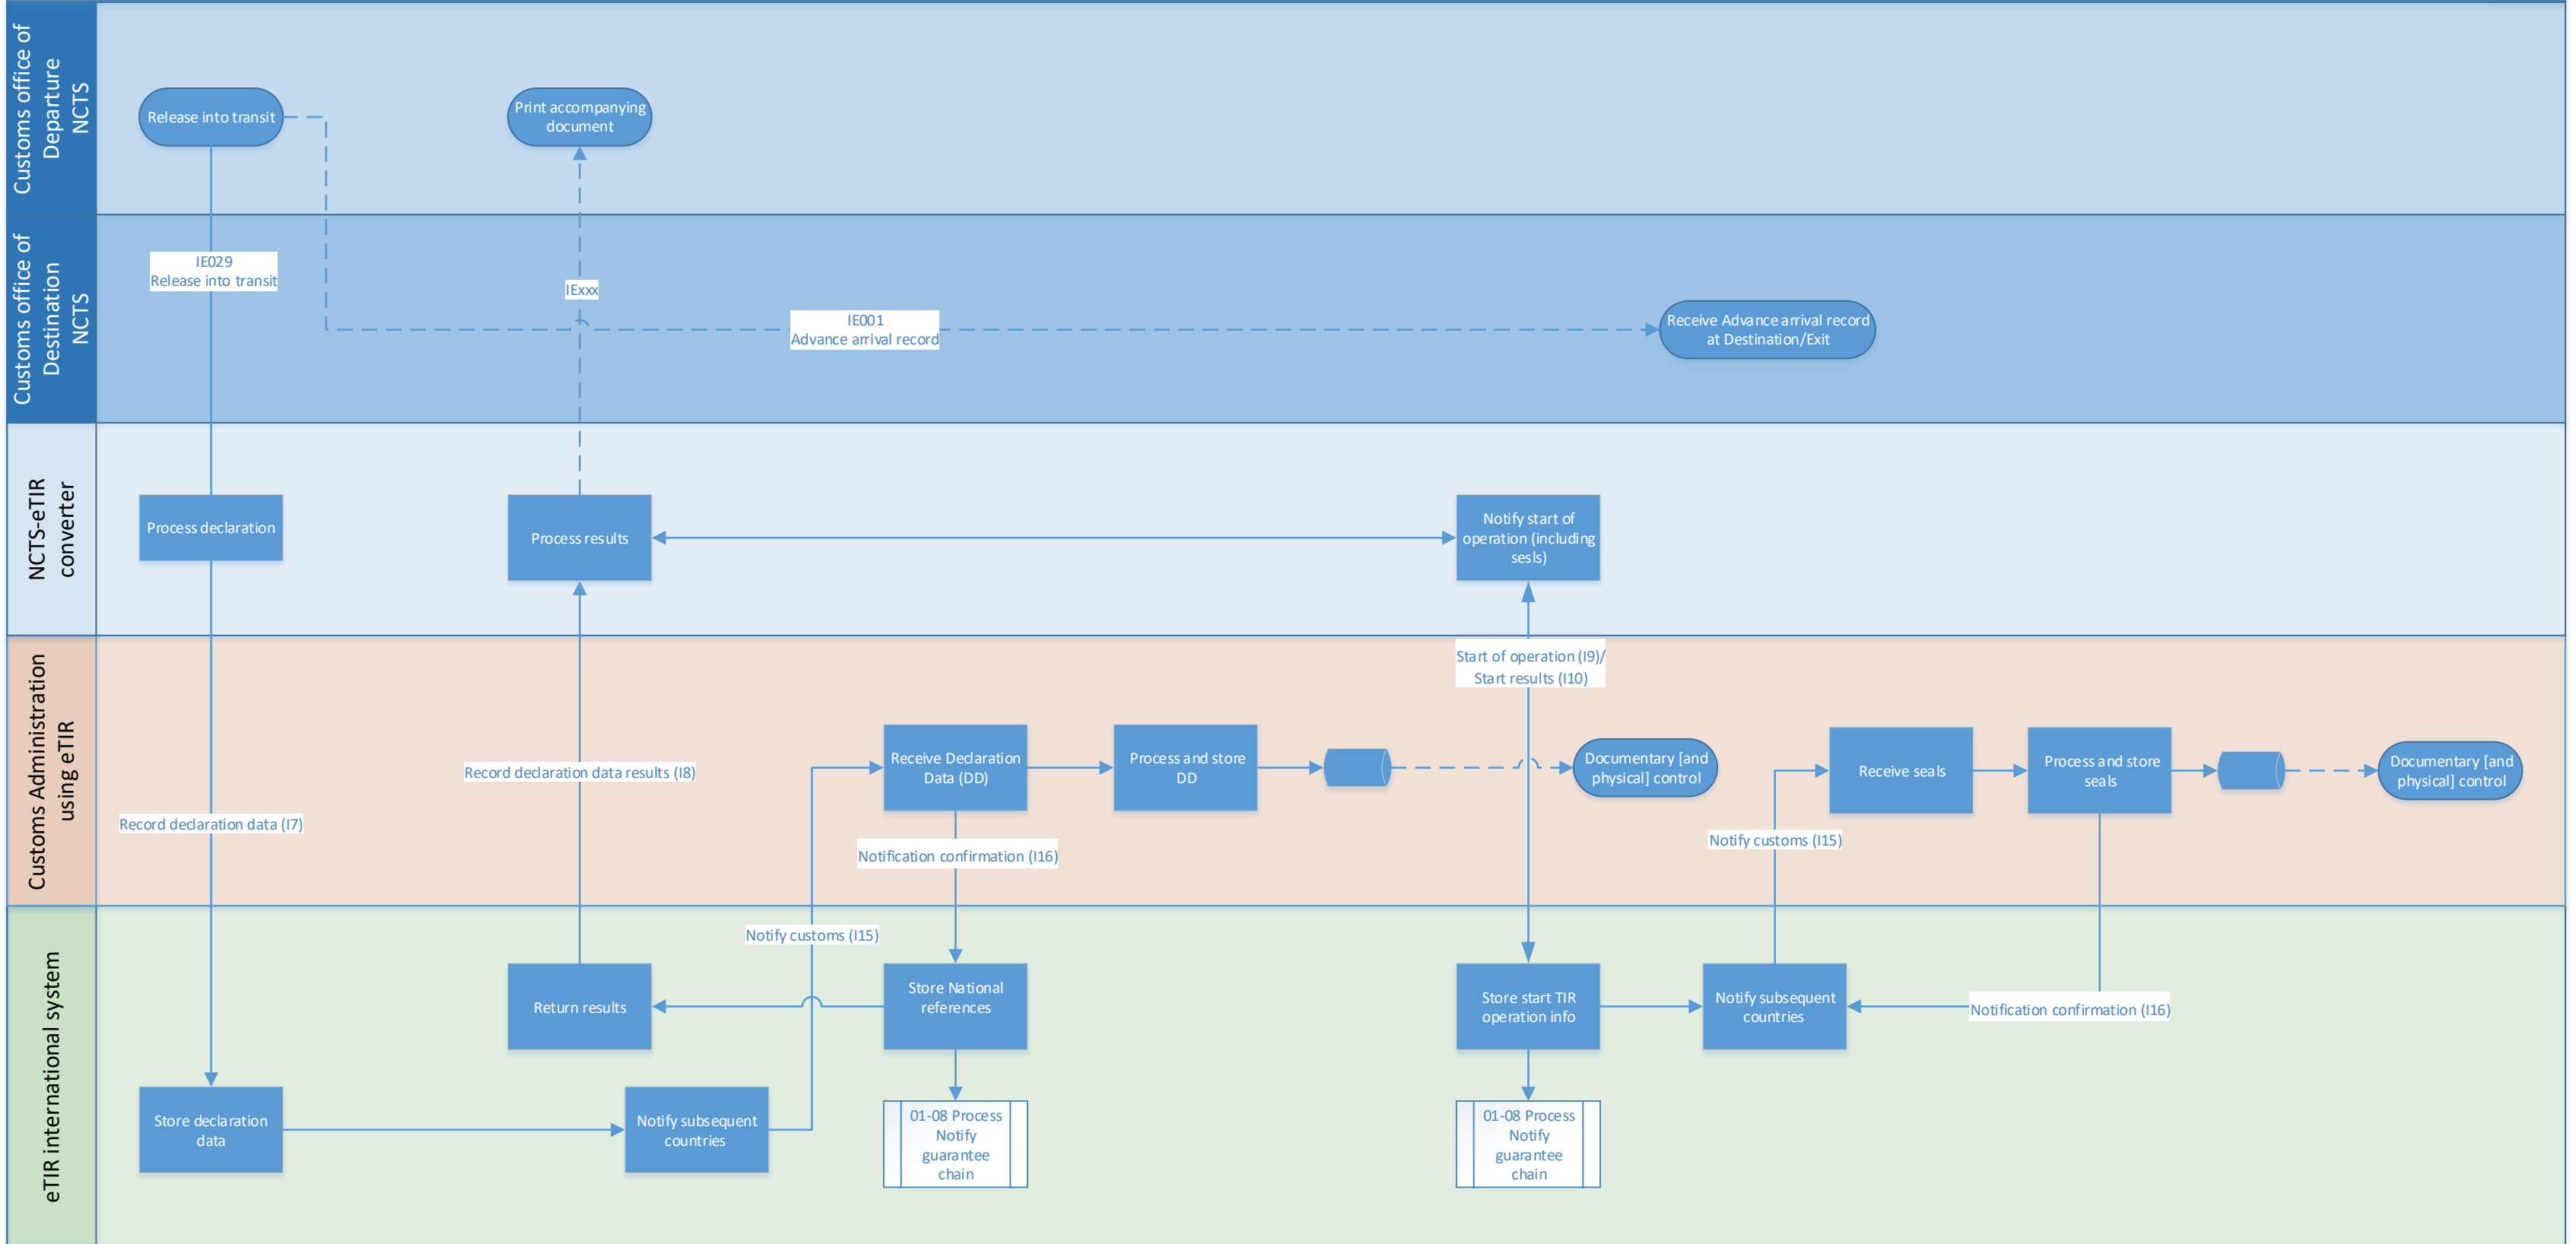 Customs office of
Departure
NCTS
Release into transit
Print accompanying
document
Customs office of
Destination
NCTS
IE029
Release into transit
IExxx
IE001
Advance arrival record
Receive Advance arrival record
at Destination/Exit
NCTS-eTIR
converter
Process declaration
Process results
Notify start of
operation (including
sesls)
Customs Administration
using eTIR
Start of operation (I9)/
Start results (I10)
Record declaration data (I7)
Record declaration data results (I8)
Receive Declaration
Data (DD)
Process and store
DD
Documentary [and
physical] control
Receive seals
Process and store
seals
Documentary [and
physical] control
Notification confirmation (I16)
Notify customs (I15)
eTIR international system
Notify customs (I15)
Return results
Store National
references
Store start TIR
operation info
Notify subsequent
countries
Notification confirmation (I16)
Store declaration
data
Notify subsequent
countries
01-08 Process
Notify
guarantee
chain
01-08 Process
Notify
guarantee
chain